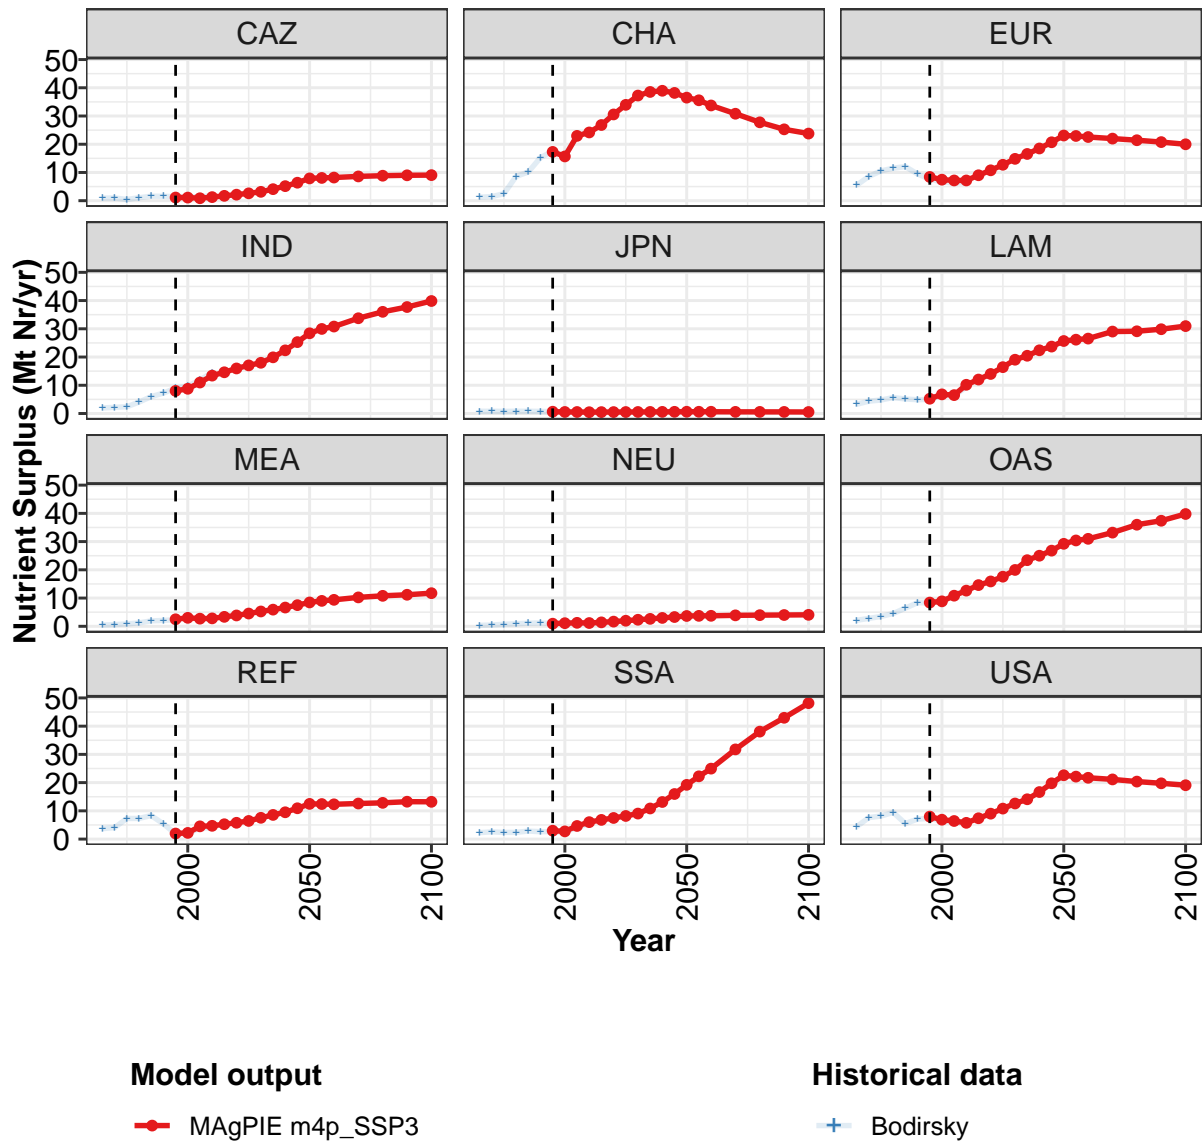 CAZ CHA EUR
50
40
30
20
10
0
IND JPN LAM
50
40
30
20
10
0
MEA NEU OAS
50
40
30
20
10
0
REF SSA USA
50
40
30
20
10
0
Nutrient Surplus (Mt Nr/yr)
2000 2050 2100 2000 2050 2100 2000 2050 2100
Year
Model output Historical data
MAgPIE m4p_SSP3 Bodirsky